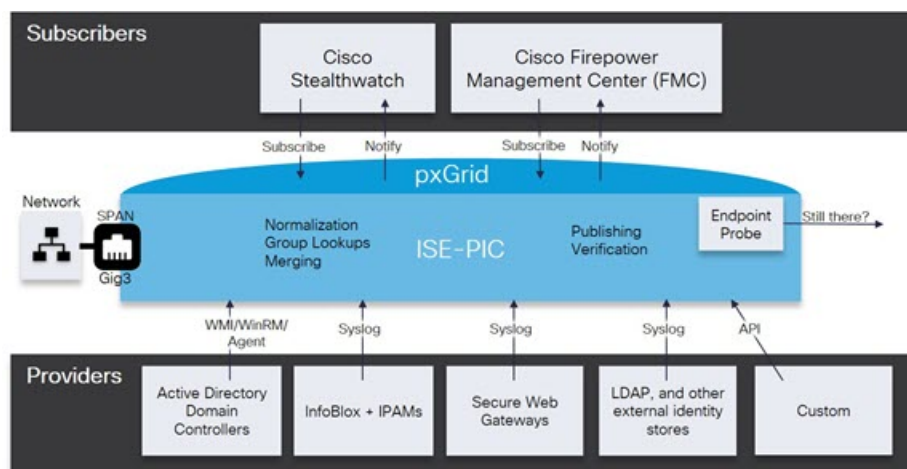 Subscribers
Cisco
Stealthwatch
Cisco Firepower
Management Center (FMC)
Subscribe
Notify
Subscribe
Notify
pxGrid
Network
SPAN
Gig3
Normalization
Group Lookups
Merging
ISE-PIC
Publishing
Verification
Endpoint
Probe
Still there?
WMI/WinRM/
Agent
Syslog
Syslog
Syslog
API
Providers
Active Directory
Domain
Controllers
InfoBlox + IPAMs
Secure Web
Gateways
LDAP, and other
external identity
stores
Custom